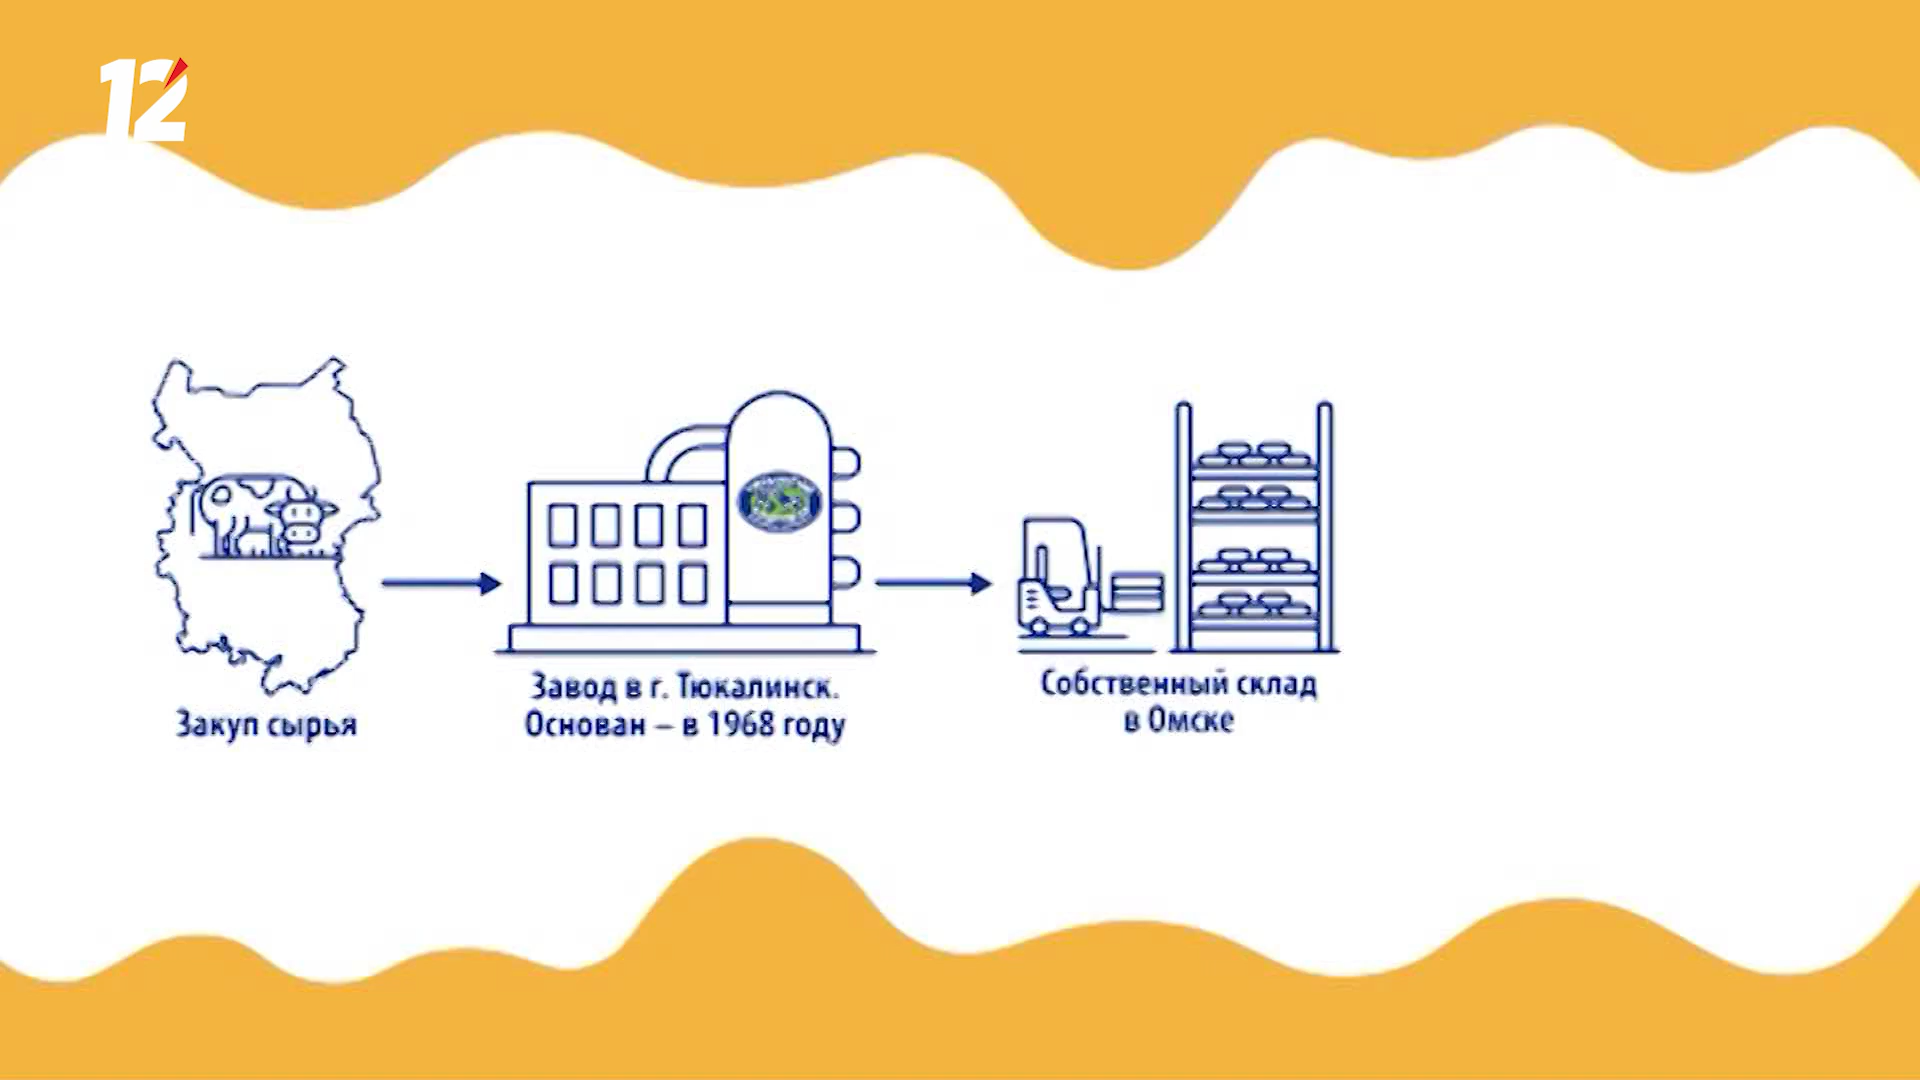 12
Закуп сырья
Завод в г. Тюкалинск.
Основан – в 1968 году
Собственный склад
в Омске